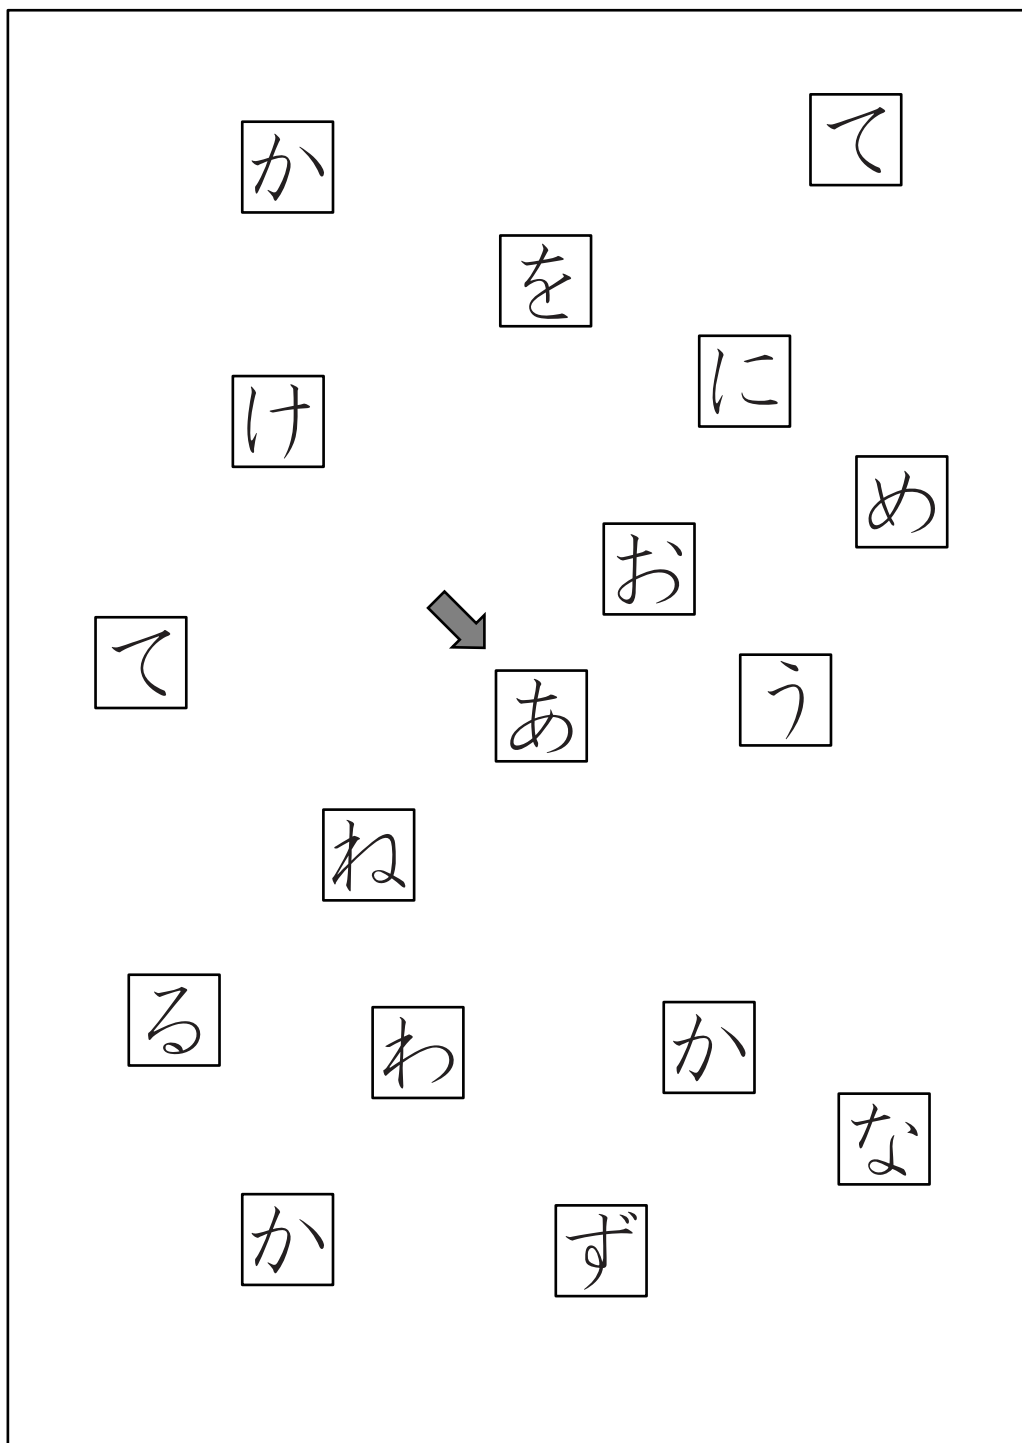 か
て
を
に
け
め
お
て
あ
う
ね
る
わ
か
な
か
ず